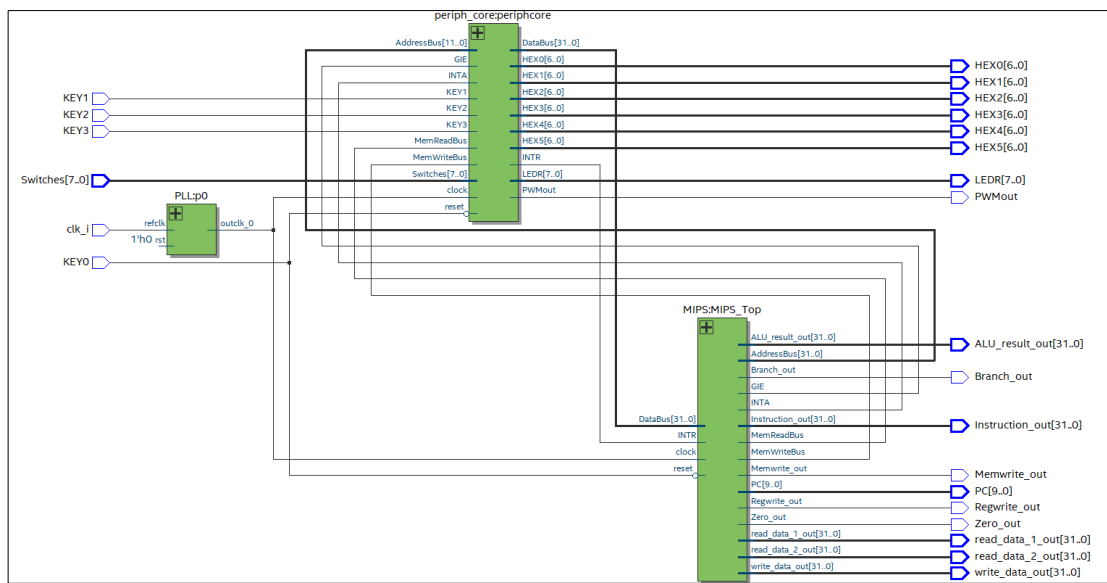 periph_core:periphcore
AddressBus[11..0] DataBus[31..0]
GIE HEX0[6..0] HEX0[6..0]
INTA HEX1[6..0] HEX1[6..0]
KEY1 KEY1 HEX2[6..0] HEX2[6..0]
KEY2 KEY2 HEX3[6..0] HEX3[6..0]
KEY3 KEY3 HEX4[6..0] HEX4[6..0]
MemReadBus HEX5[6..0] HEX5[6..0]
MemWriteBus INTR
Switches[7..0] Switches[7..0] LEDR[7..0] LEDR[7..0]
clock PWMout PWMout
reset
PLL:p0
clk_i refclk outclk_0
1'h0 rst
KEY0
MIPS:MIPS_Top
ALU_result_out[31..0] ALU_result_out[31..0]
AddressBus[31..0]
Branch_out Branch_out
GIE
INTA
DataBus[31..0] Instruction_out[31..0] Instruction_out[31..0]
INTR MemReadBus
clock MemWriteBus
reset Memwrite_out Memwrite_out
PC[9..0] PC[9..0]
Regwrite_out Regwrite_out
Zero_out Zero_out
read_data_1_out[31..0] read_data_1_out[31..0]
read_data_2_out[31..0] read_data_2_out[31..0]
write_data_out[31..0] write_data_out[31..0]